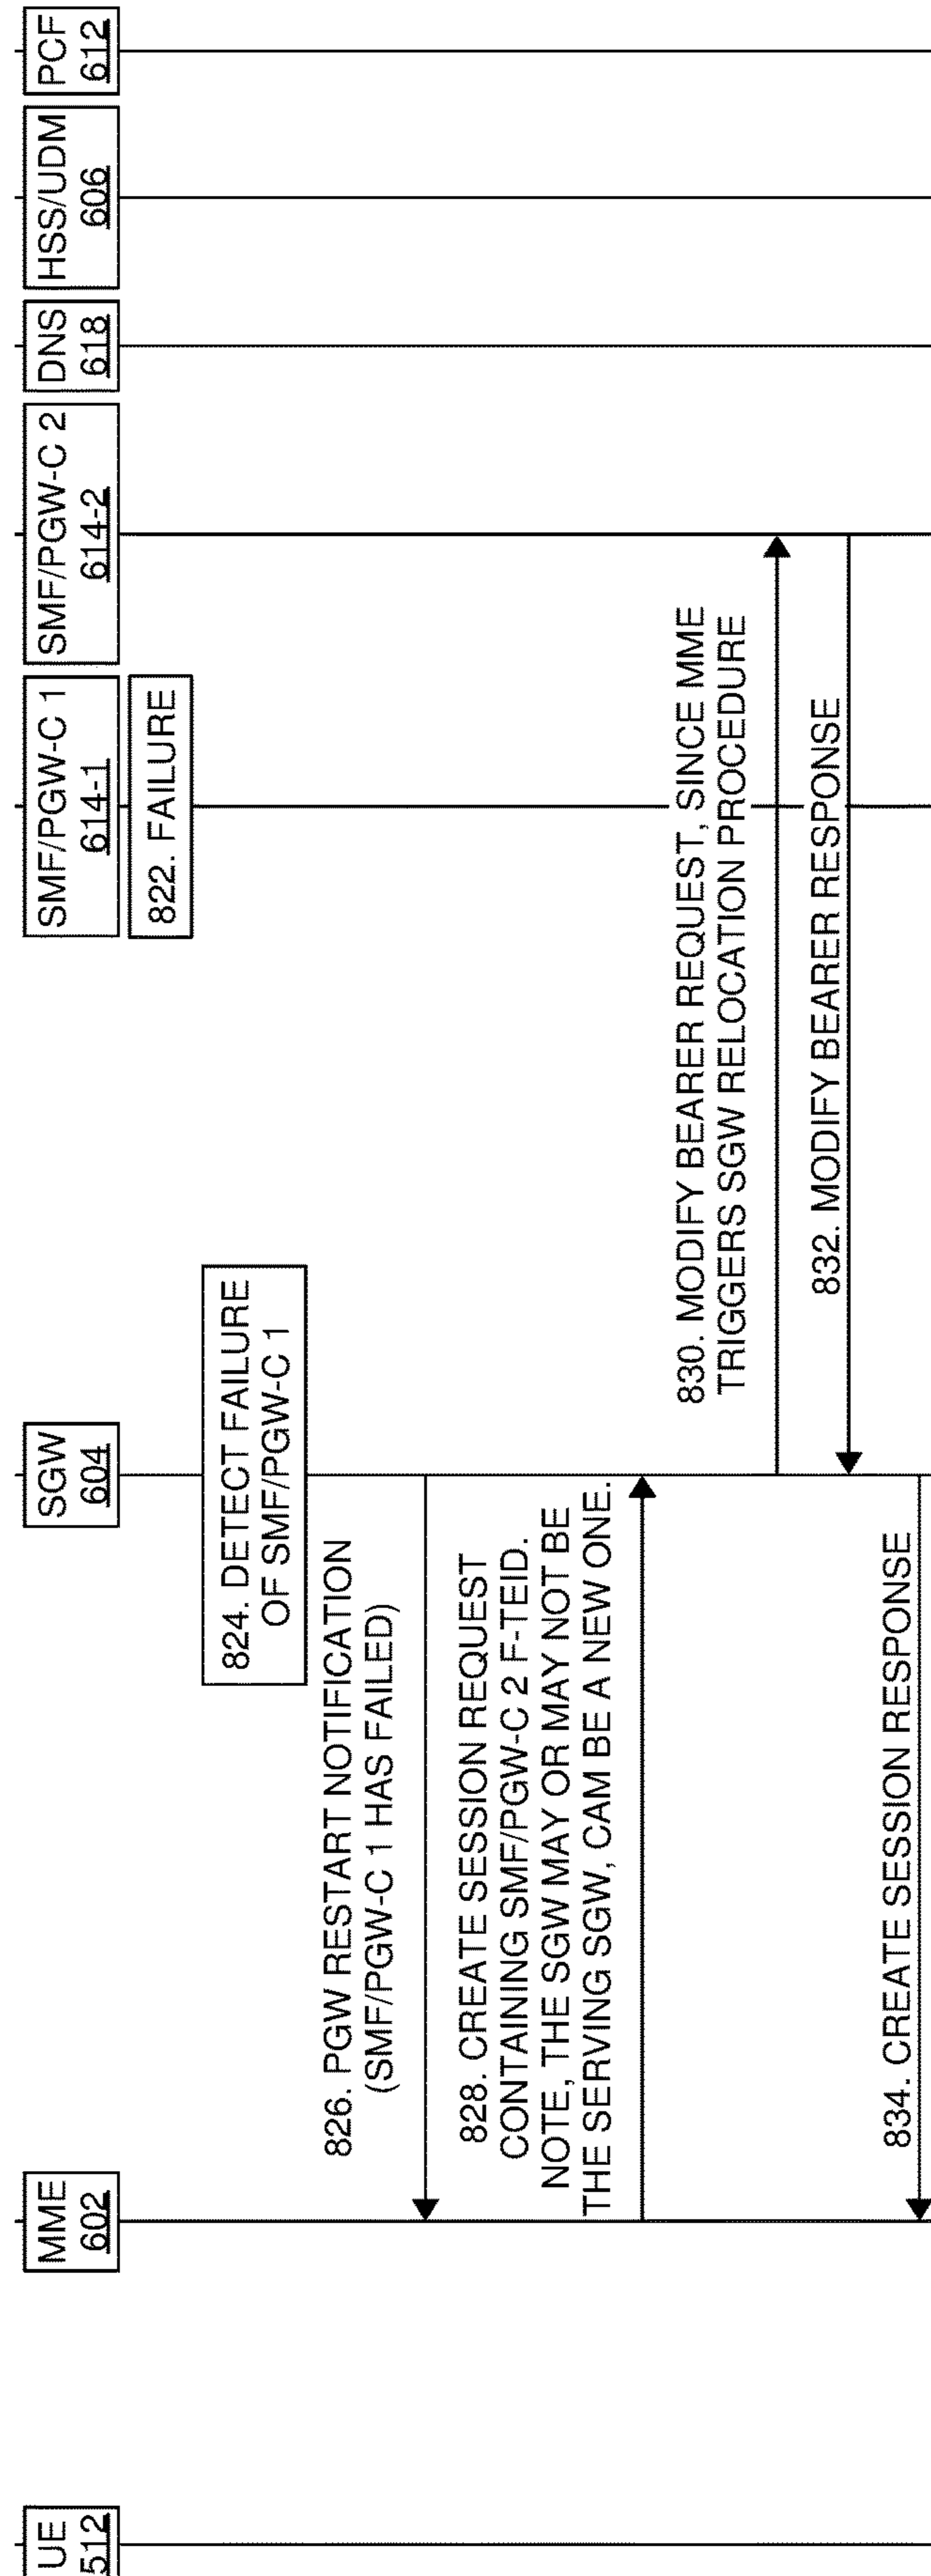 UE
512
MME
602
SGW
604
SMF/PGW-C 1
614-1
SMF/PGW-C 2
614-2
DNS
618
HSS/UDM
606
PCF
612
822. FAILURE
824. DETECT FAILURE
OF SMF/PGW-C 1
826. PGW RESTART NOTIFICATION
(SMF/PGW-C 1 HAS FAILED)
828. CREATE SESSION REQUEST
CONTAINING SMF/PGW-C 2 F-TEID.
NOTE, THE SGW MAY OR MAY NOT BE
THE SERVING SGW, CAM BE A NEW ONE.
830. MODIFY BEARER REQUEST, SINCE MME
TRIGGERS SGW RELOCATION PROCEDURE
832. MODIFY BEARER RESPONSE
834. CREATE SESSION RESPONSE